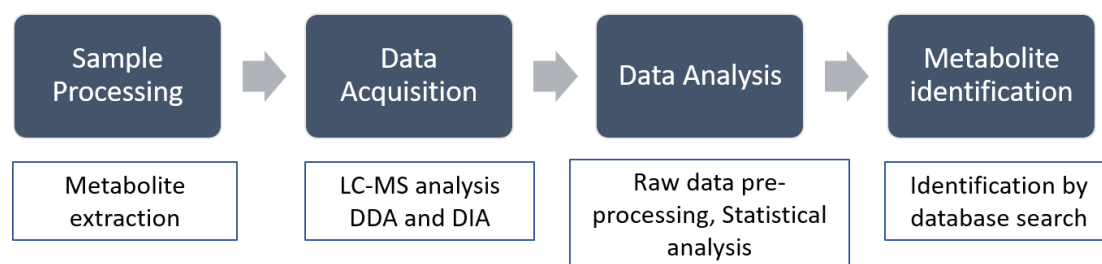 Sample
Processing
Data
Acquisition
Data Analysis
Metabolite
identification
Metabolite
extraction
LC-MS analysis
DDA and DIA
Raw data pre-
processing, Statistical
analysis
Identification by
database search